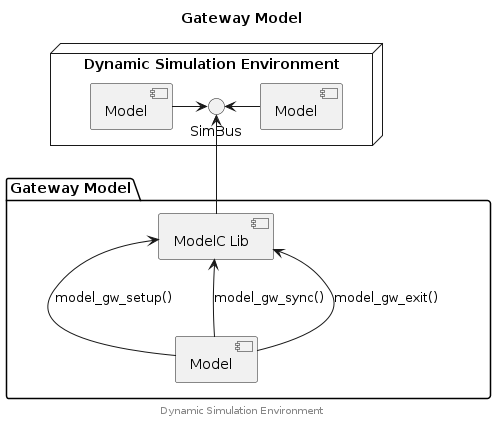 Gateway Model
Dynamic Simulation Environment
Model
Model
SimBus
Gateway Model
ModelC Lib
model_gw_setup()
model_gw_sync()
model_gw_exit()
Model
Dynamic Simulation Environment